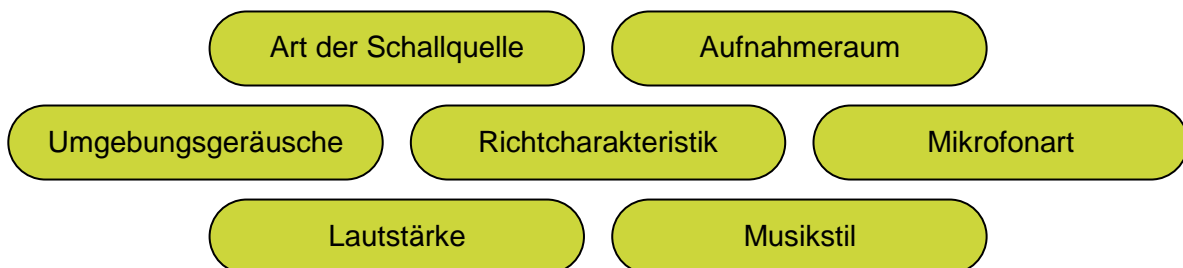 Art der Schallquelle
Aufnahmeraum
Umgebungsgeräusche
Richtcharakteristik
Mikrofonart
Lautstärke
Musikstil